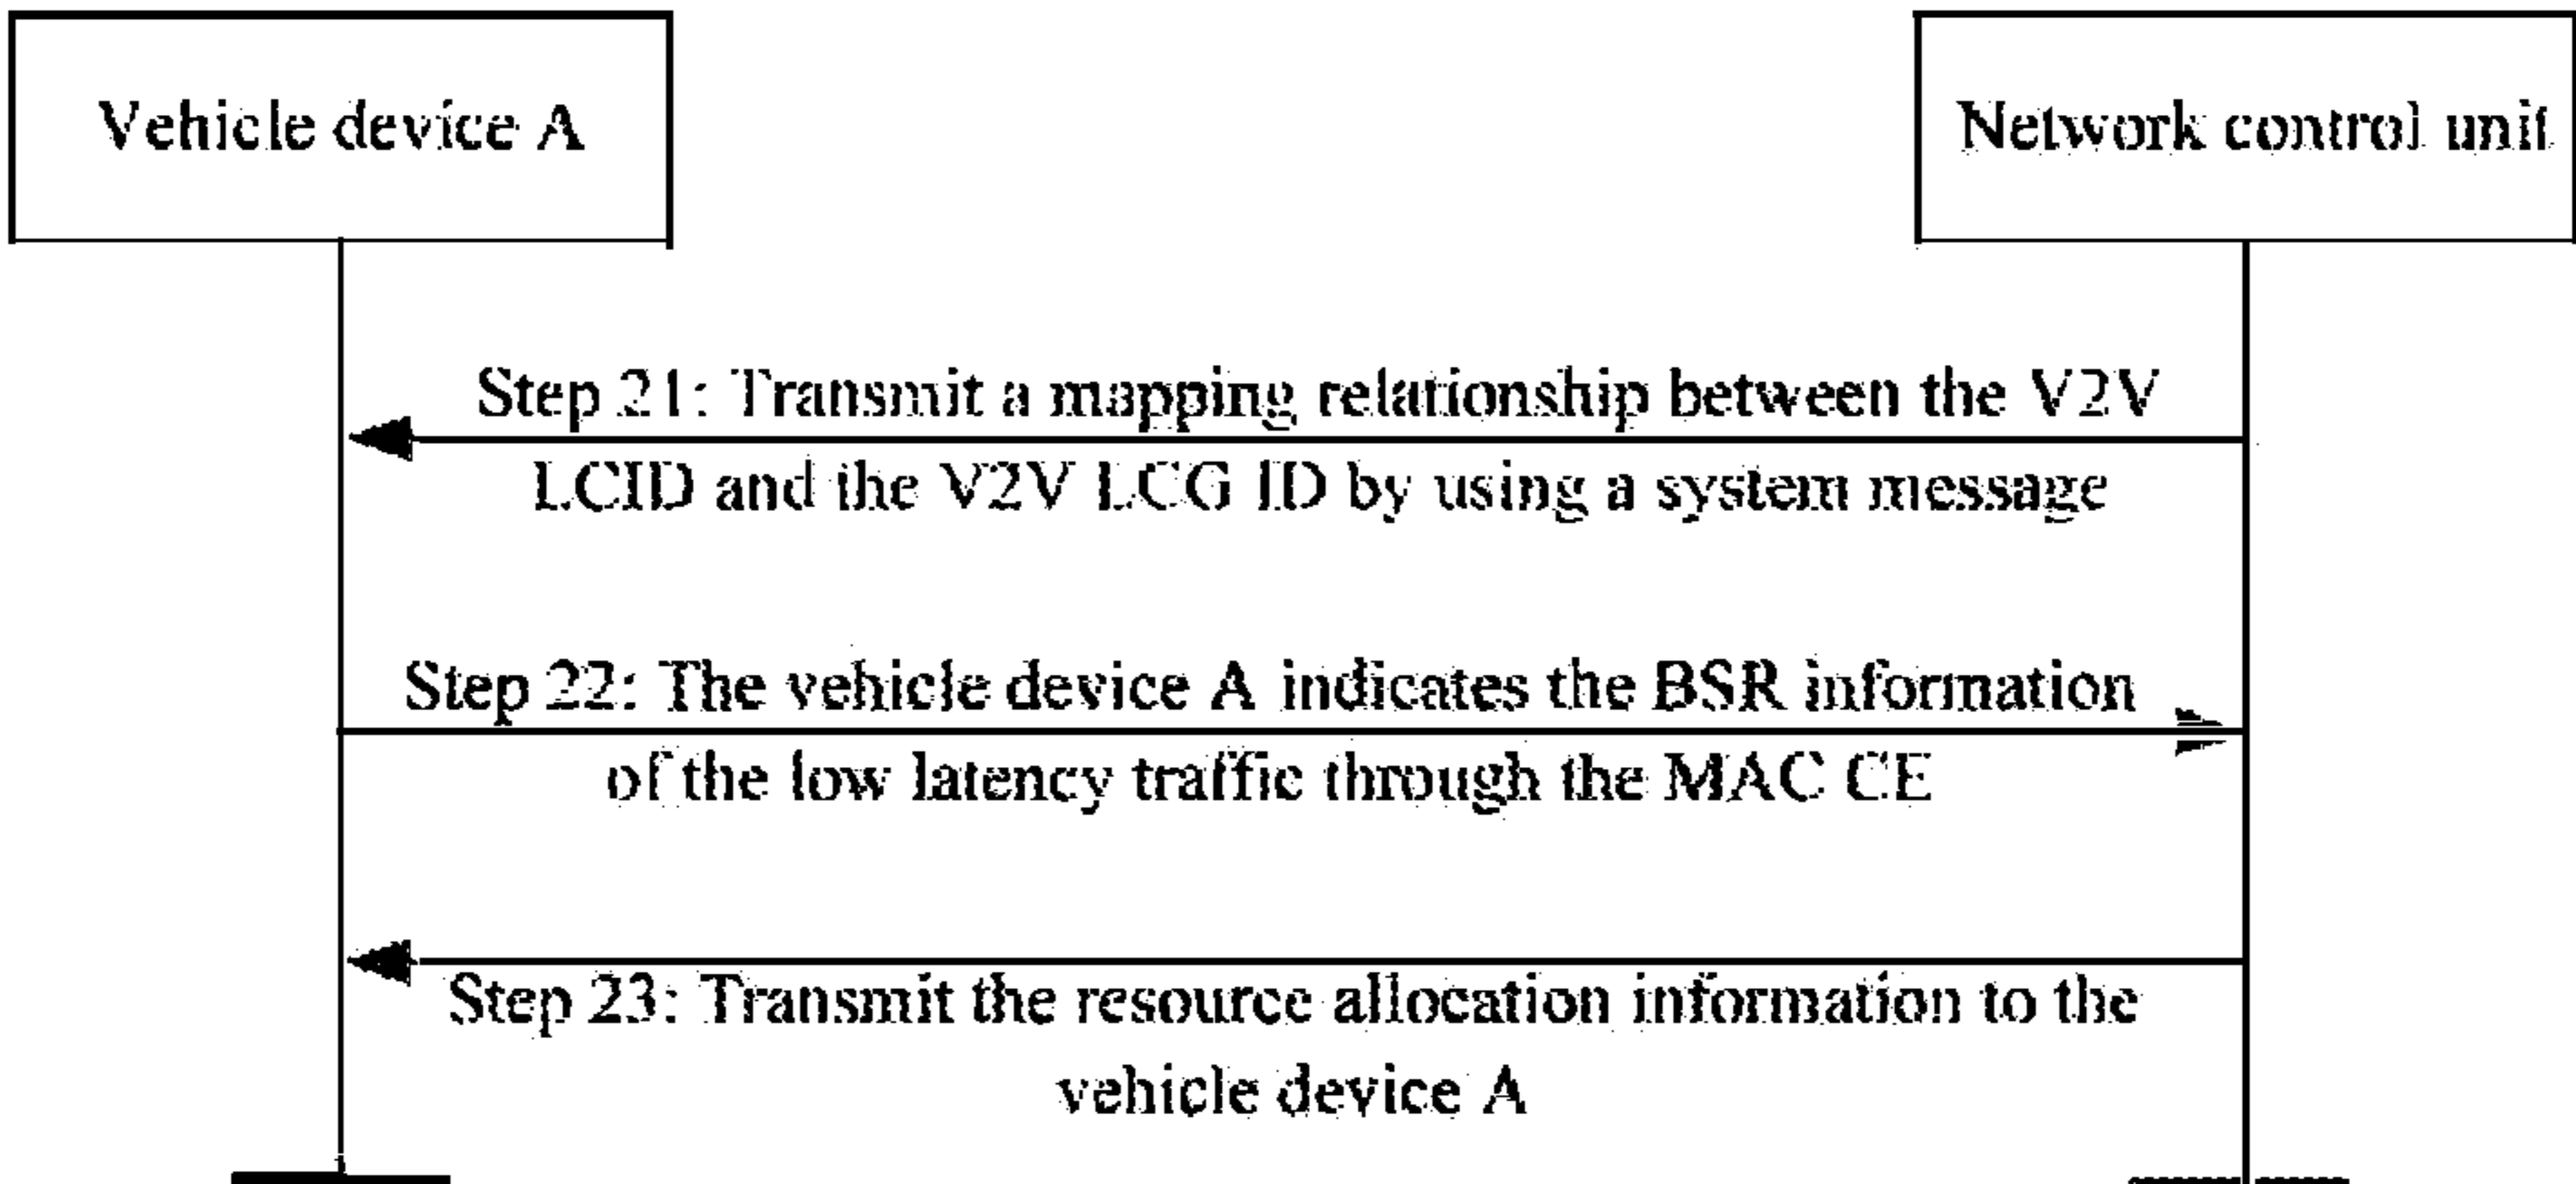 Vehicle device A
Network control unit
Step 21: Transmit a mapping relationship between the V2V
LCID and the V2V LCG ID by using a system message
Step 22: The vehicle device A indicates the BSR information
of the low latency traffic through the MAC CE
Step 23: Transmit the resource allocation information to the
vehicle device A